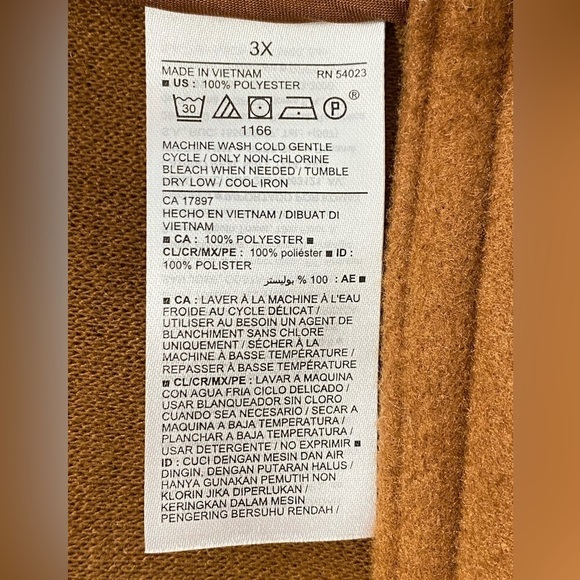 3X
MADE IN VIETNAM RN 54023
■ US : 100% POLYESTER
30 P ®
1166
MACHINE WASH COLD GENTLE
CYCLE / ONLY NON-CHLORINE
BLEACH WHEN NEEDED / TUMBLE
DRY LOW / COOL IRON
CA 17897
HECHO EN VIETNAM / DIBUAT DI
VIETNAM
■ CA : 100% POLYESTER ■
CL/CR/MX/PE : 100% poliéster ■ ID :
100% POLISTER
■ AE : 100 % بوليستر
■ CA : LAVER À LA MACHINE À L'EAU
FROIDE AU CYCLE DÉLICAT /
UTILISER AU BESOIN UN AGENT DE
BLANCHIMENT SANS CHLORE
UNIQUEMENT / SÉCHER À LA
MACHINE À BASSE TEMPÉRATURE /
REPASSER À BASSE TEMPÉRATURE
■ CL/CR/MX/PE : LAVAR A MAQUINA
CON AGUA FRIA CICLO DELICADO /
USAR BLANQUEADOR SIN CLORO
CUANDO SEA NECESARIO / SECAR A
MAQUINA A BAJA TEMPERATURA /
PLANCHAR A BAJA TEMPERATURA /
USAR DETERGENTE / NO EXPRIMIR ■
ID : CUCI DENGAN MESIN DAN AIR
DINGIN, DENGAN PUTARAN HALUS /
HANYA GUNAKAN PEMUTIH NON
KLORIN JIKA DIPERLUKAN /
KERINGKAN DALAM MESIN
PENGERING BERSUHU RENDAH /